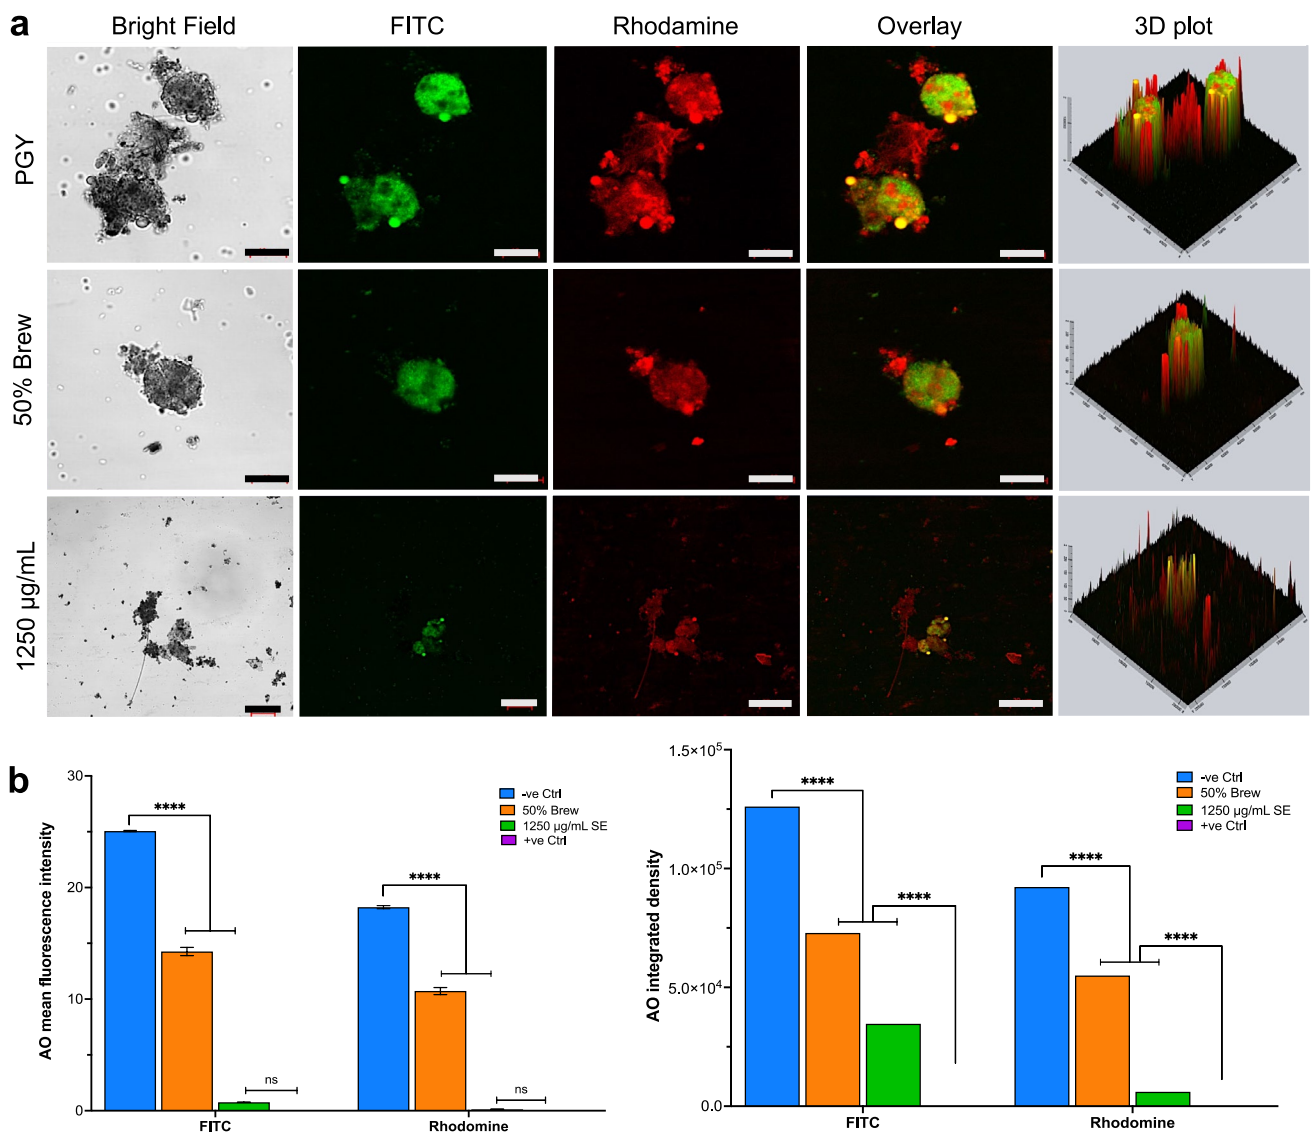 a
Bright Field FITC Rhodamine Overlay 3D plot
PGY
50% Brew
1250 µg/mL
b
30
20
10
0
AO mean fluorescence intensity
****
ns
****
ns
-ve Ctrl
50% Brew
1250 µg/mL SE
+ve Ctrl
FITC Rhodomine
1.5×10⁵
1.0×10⁵
5.0×10⁴
0.0
AO integrated density
****
****
****
****
-ve Ctrl
50% Brew
1250 µg/mL SE
+ve Ctrl
FITC Rhodomine